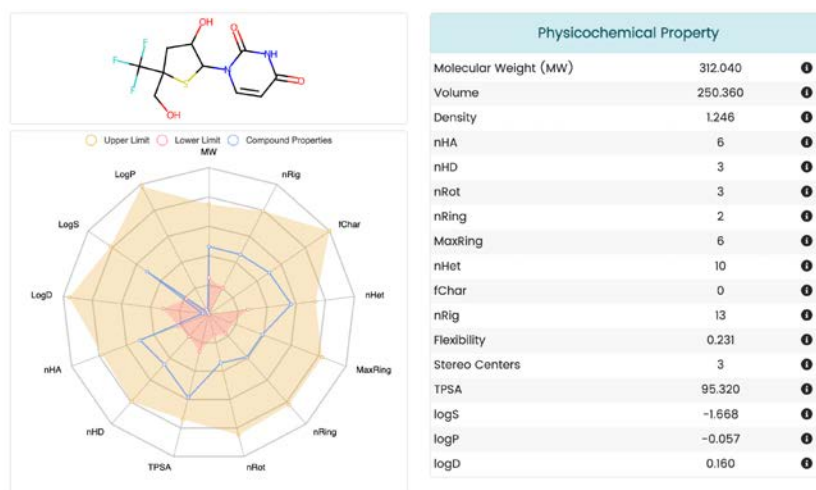 OH
O
NH
F
F
F
N
S
O
OH
Upper Limit Lower Limit Compound Properties
MW
LogP
nRig
LogS
fChar
LogD
nHet
nHA
MaxRing
nHD
nRing
TPSA
nRot
Physicochemical Property
Molecular Weight (MW) 312.040
Volume 250.360
Density 1.246
nHA 6
nHD 3
nRot 3
nRing 2
MaxRing 6
nHet 10
fChar 0
nRig 13
Flexibility 0.231
Stereo Centers 3
TPSA 95.320
logS -1.668
logP -0.057
logD 0.160